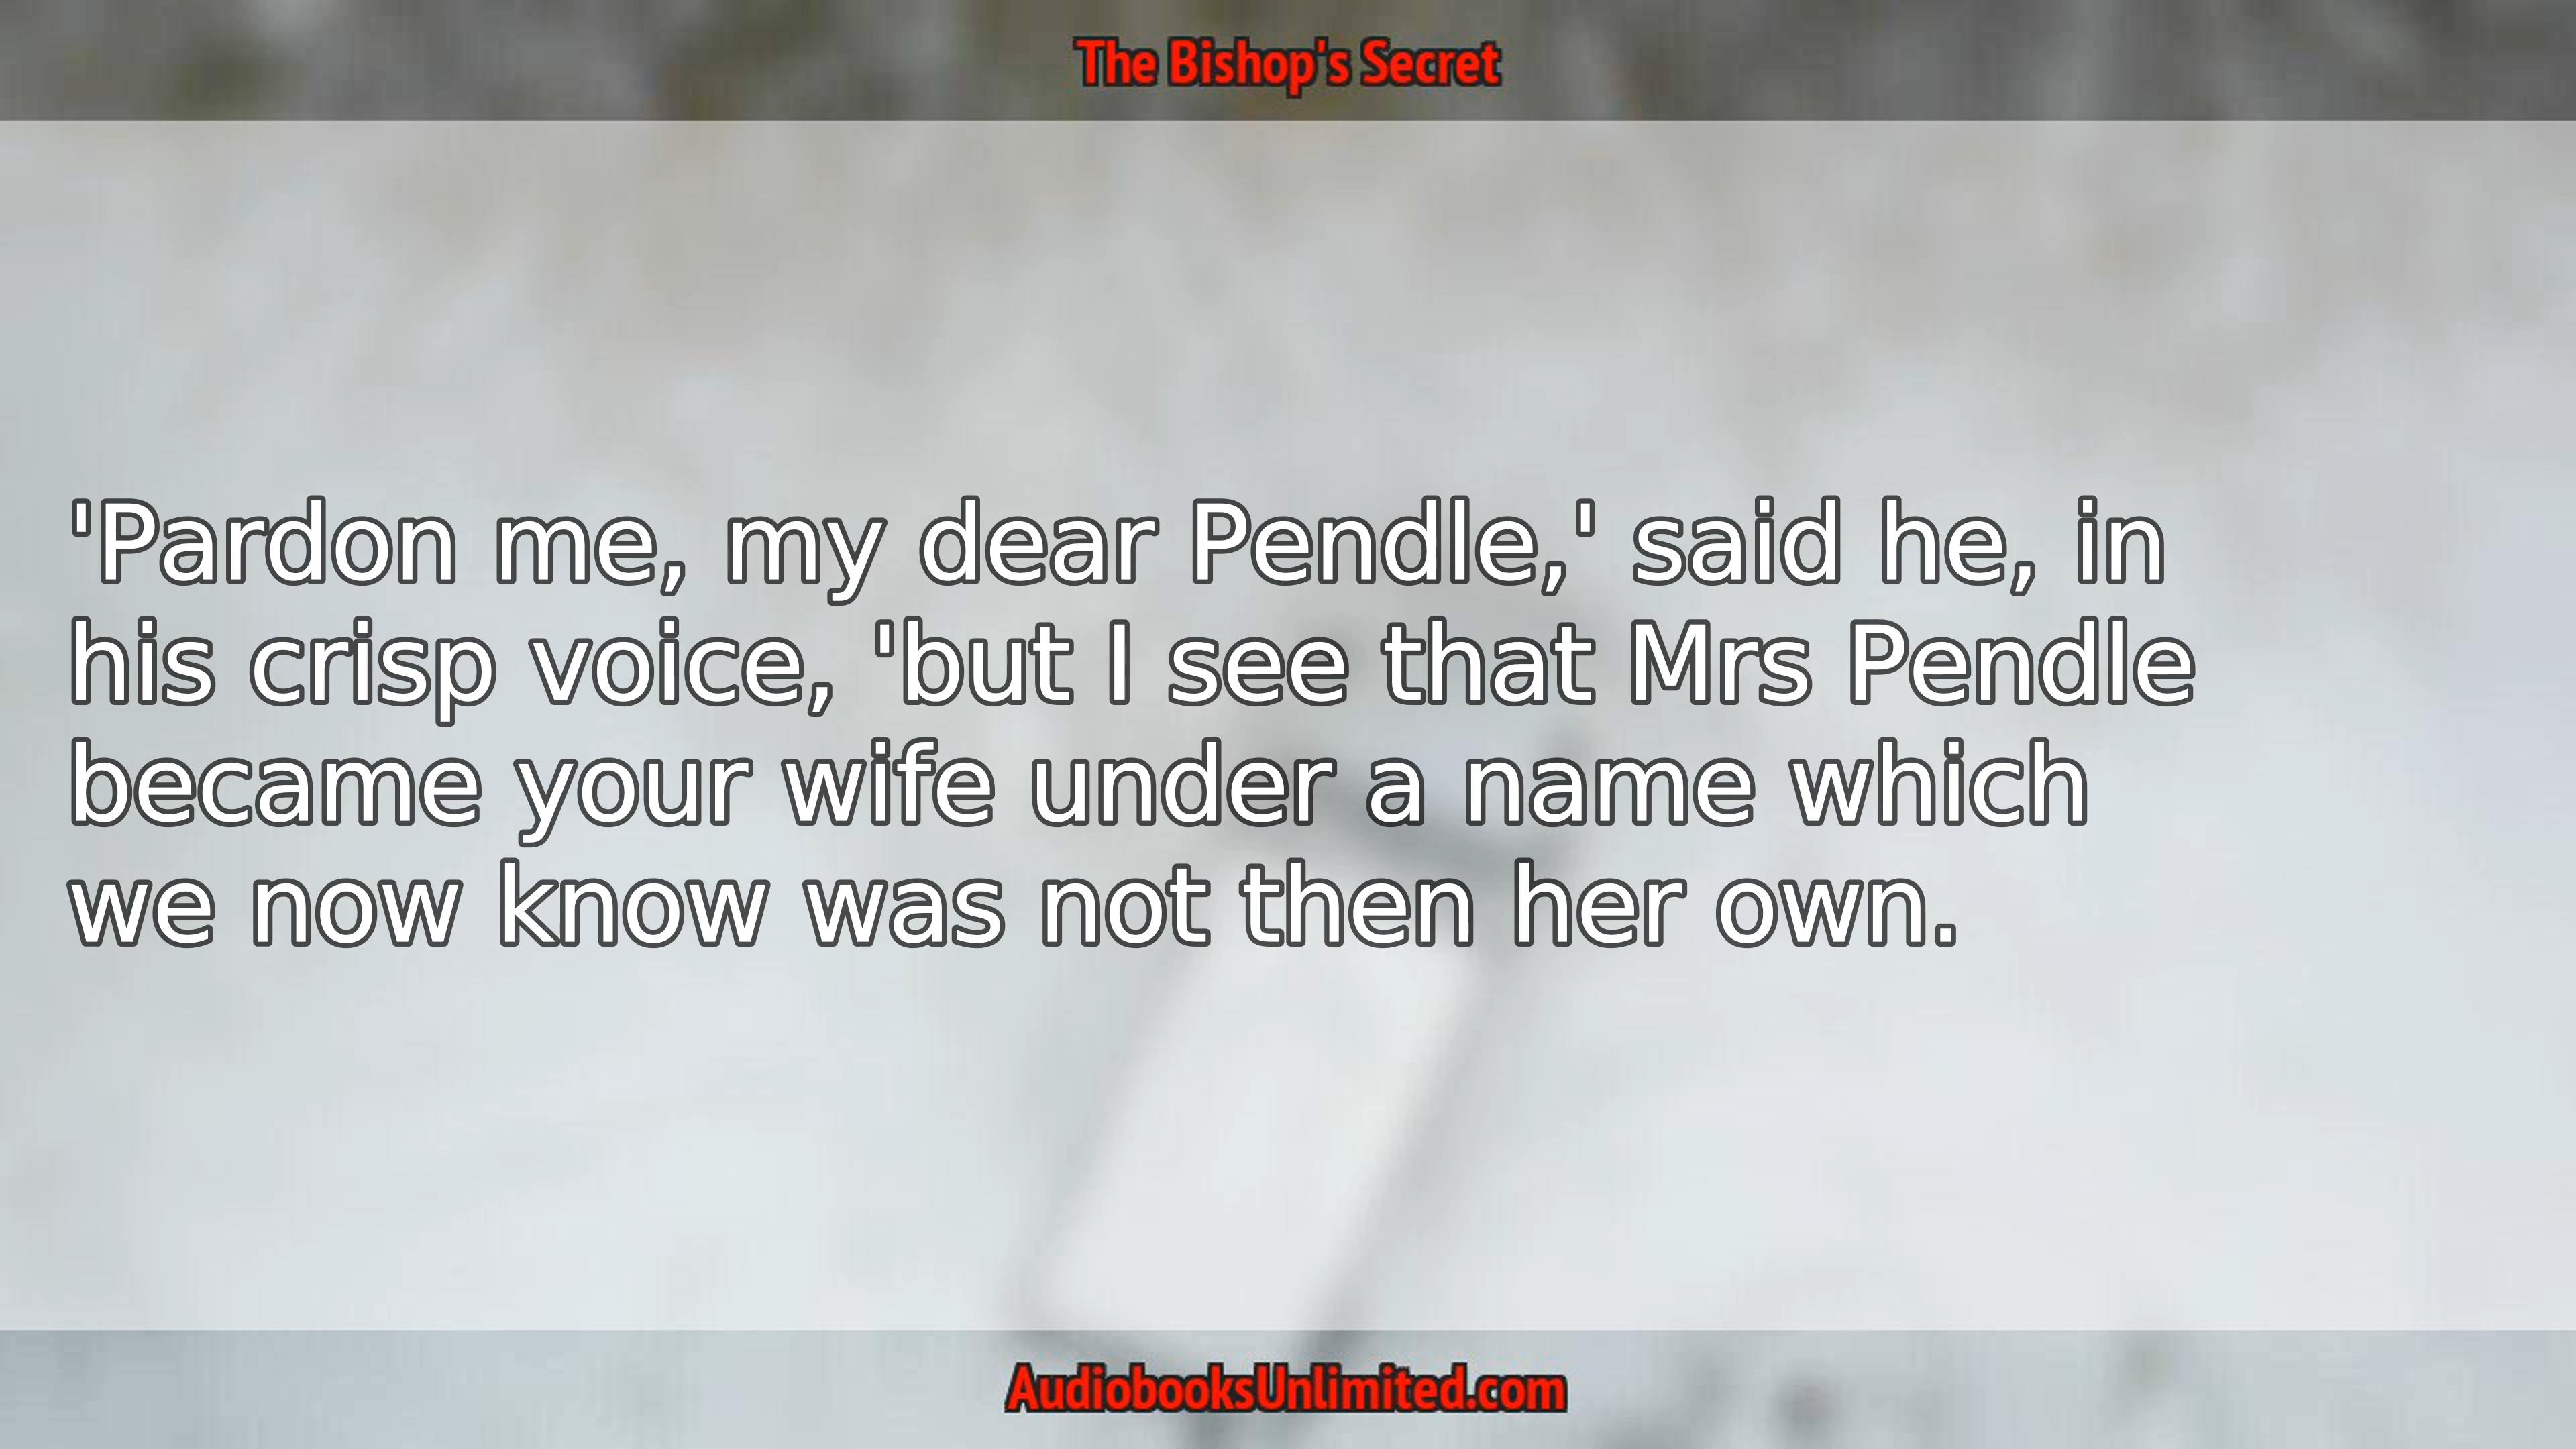 The Bishop's Secret
'Pardon me, my dear Pendle,' said he, in
his crisp voice, 'but I see that Mrs Pendle
became your wife under a name which
we now know was not then her own.
AudiobooksUnlimited.com